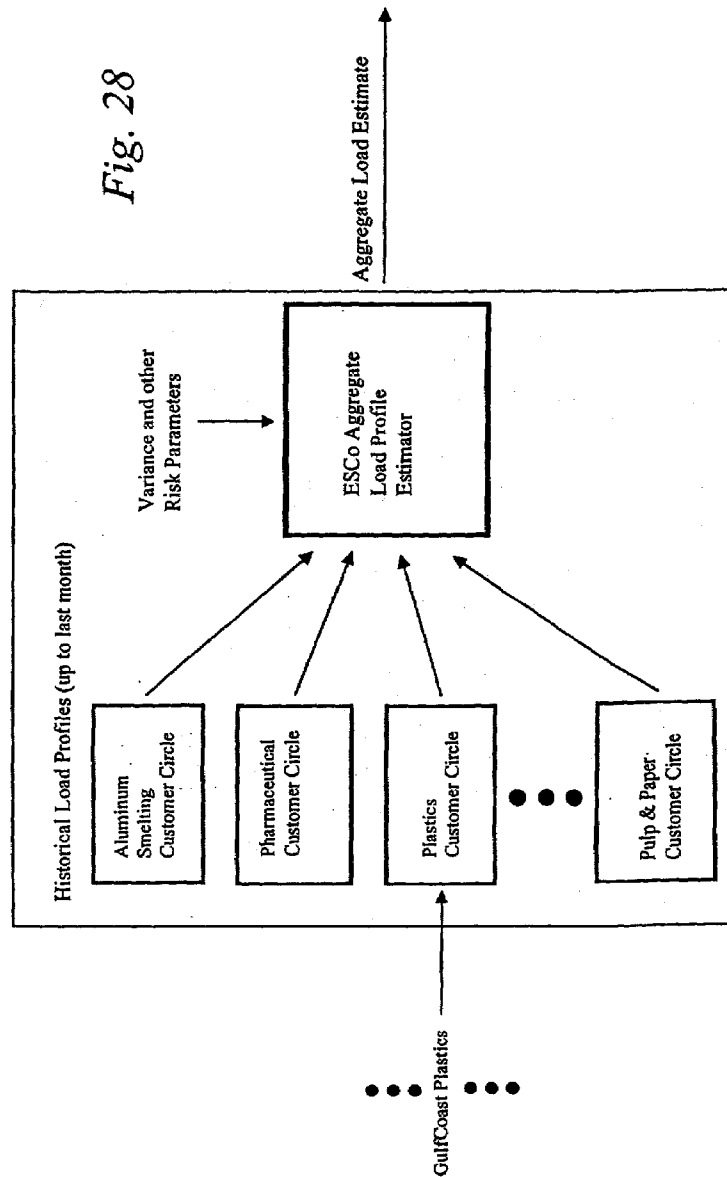 Fig. 28
Historical Load Profiles (up to last month)
Aluminum
Smelting
Customer Circle
Pharmaceutical
Customer Circle
Plastics
Customer Circle
Pulp & Paper
Customer Circle
GulfCoast Plastics
Variance and other
Risk Parameters
ESCo Aggregate
Load Profile
Estimator
Aggregate Load Estimate